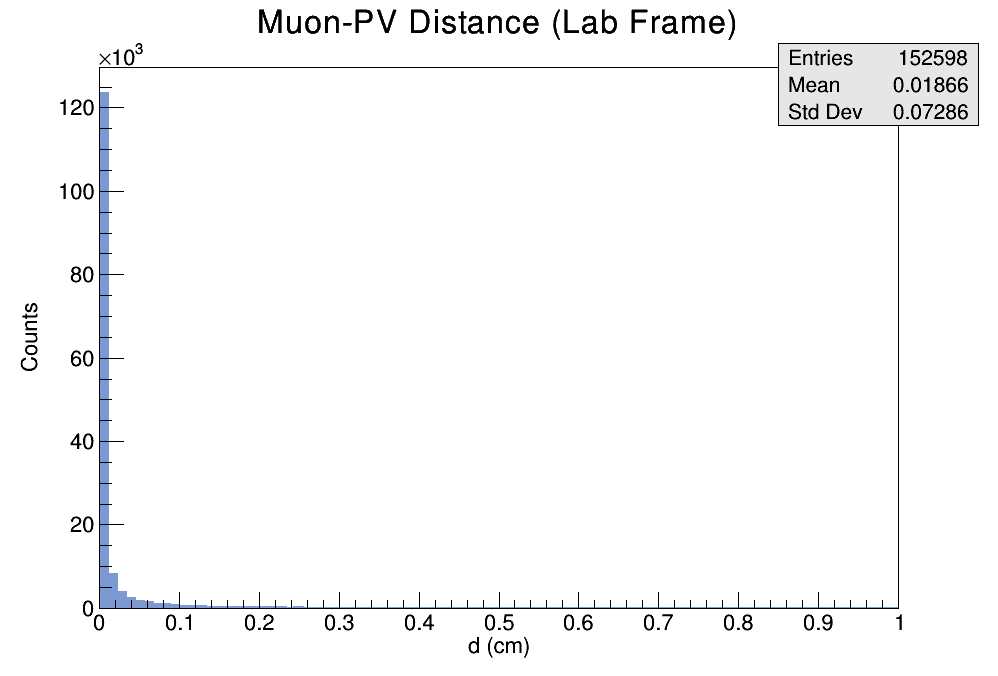 Muon-PV Distance (Lab Frame)
×10³
Entries 152598
Mean 0.01866
Std Dev 0.07286
120
100
80
60
40
20
0
Counts
0 0.1 0.2 0.3 0.4 0.5 0.6 0.7 0.8 0.9 1
d (cm)